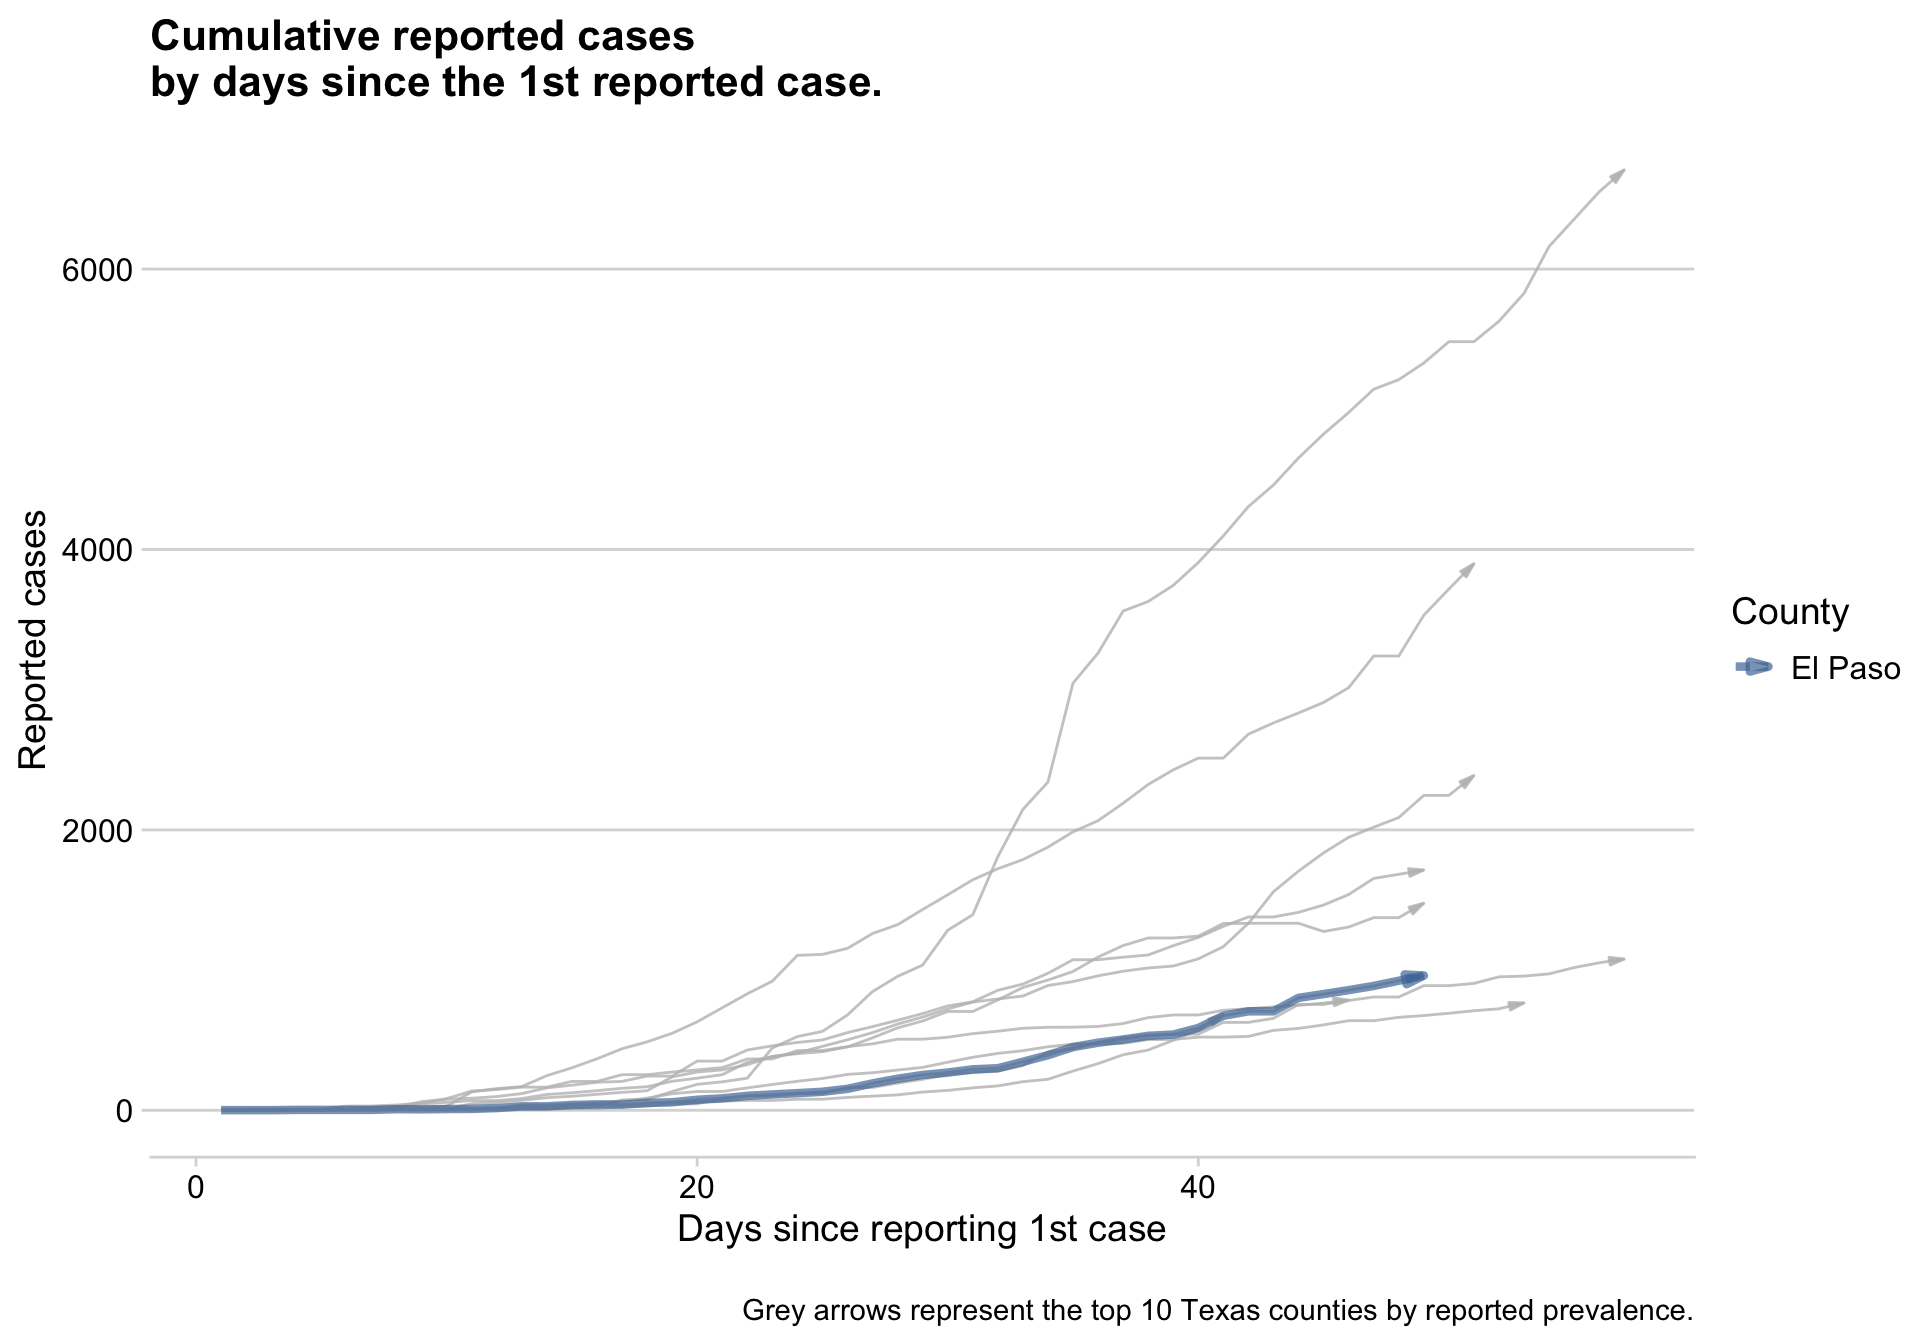 Cumulative reported cases
by days since the 1st reported case.
6000
4000
2000
0
Reported cases
0 20 40
Days since reporting 1st case
County
El Paso
Grey arrows represent the top 10 Texas counties by reported prevalence.